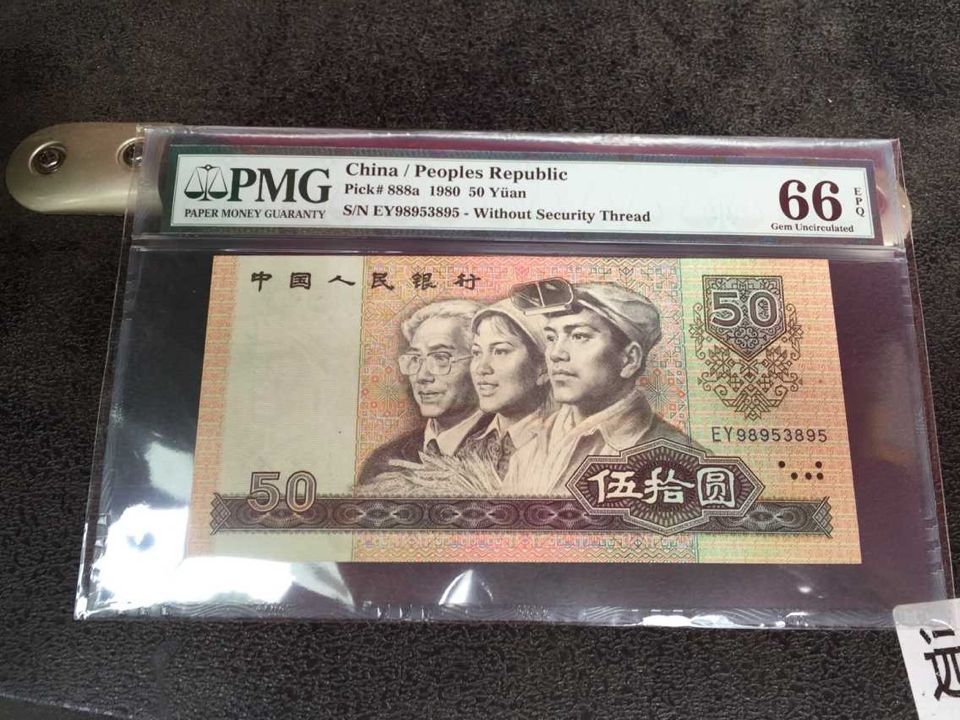 PMG
PAPER MONEY GUARANTY
China / Peoples Republic
Pick# 888a 1980 50 Yüan
S/N EY98953895 - Without Security Thread
66 EPQ
Gem Uncirculated
中国人民银行
50
EY98953895
50
伍拾圆
远